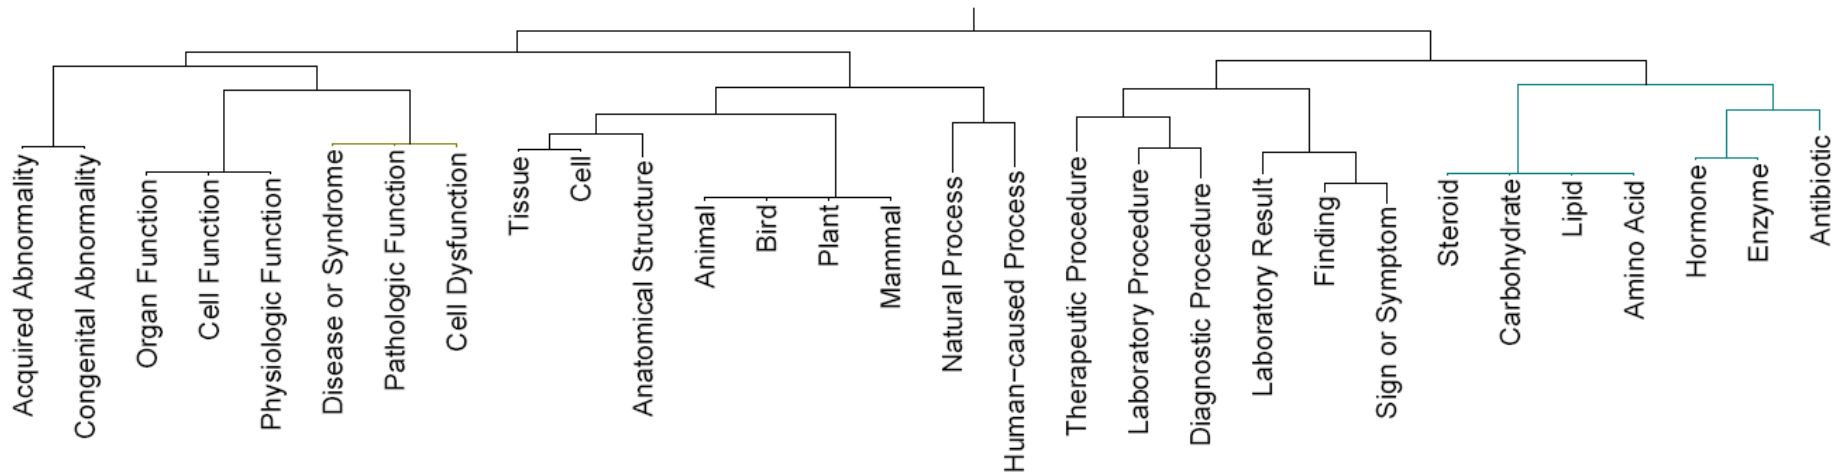 Acquired Abnormality
Congenital Abnormality
Organ Function
Cell Function
Physiologic Function
Disease or Syndrome
Pathologic Function
Cell Dysfunction
Tissue
Cell
Anatomical Structure
Animal
Bird
Plant
Mammal
Natural Process
Human-caused Process
Therapeutic Procedure
Laboratory Procedure
Diagnostic Procedure
Laboratory Result
Finding
Sign or Symptom
Steroid
Carbohydrate
Lipid
Amino Acid
Hormone
Enzyme
Antibiotic